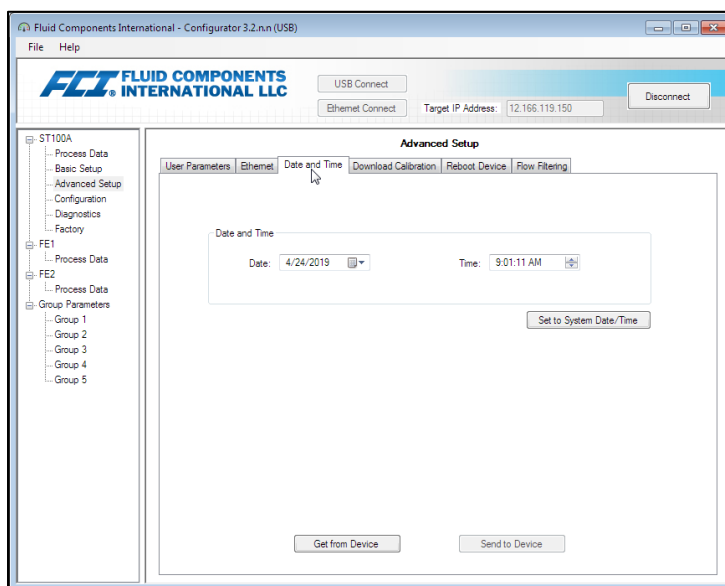 Fluid Components International - Configurator 3.2.n.n (USB)
File Help
FCI FLUID COMPONENTS
® INTERNATIONAL LLC
USB Connect
Ethernet Connect Target IP Address: 12.166.119.150
Disconnect
ST100A
Process Data
Basic Setup
Advanced Setup
Configuration
Diagnostics
Factory
FE1
Process Data
FE2
Process Data
Group Parameters
Group 1
Group 2
Group 3
Group 4
Group 5
Advanced Setup
User Parameters Ethernet Date and Time Download Calibration Reboot Device Flow Filtering
Date and Time
Date: 4/24/2019 Time: 9:01:11 AM
Set to System Date/Time
Get from Device Send to Device